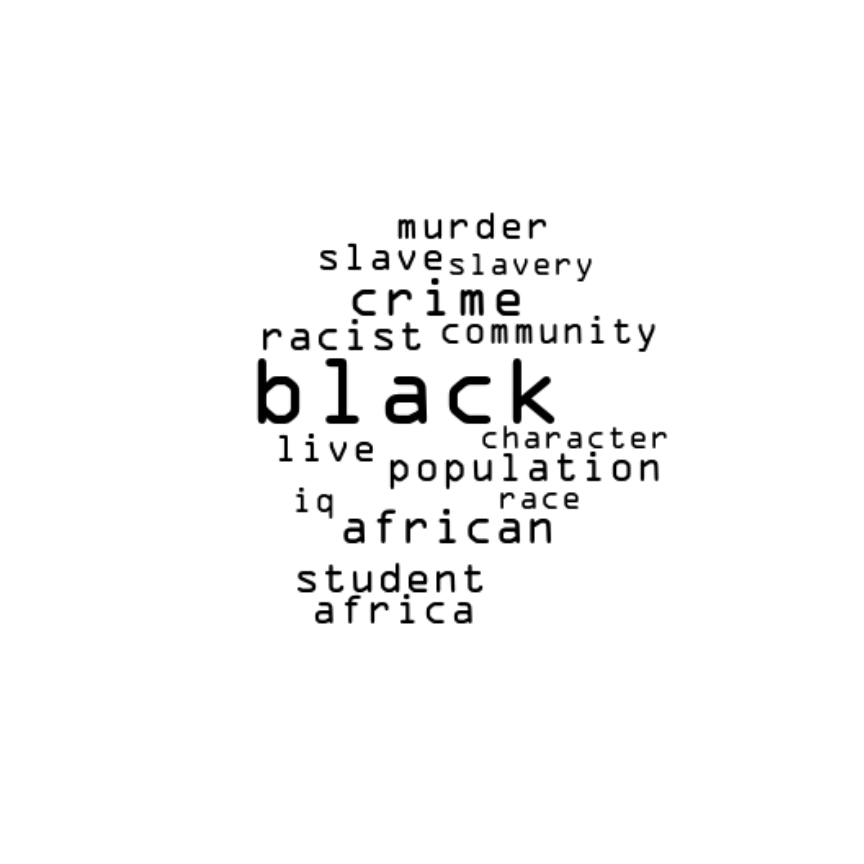 murder
slave slavery
crime
racist community
black
live character
population
iq race
african
student
africa